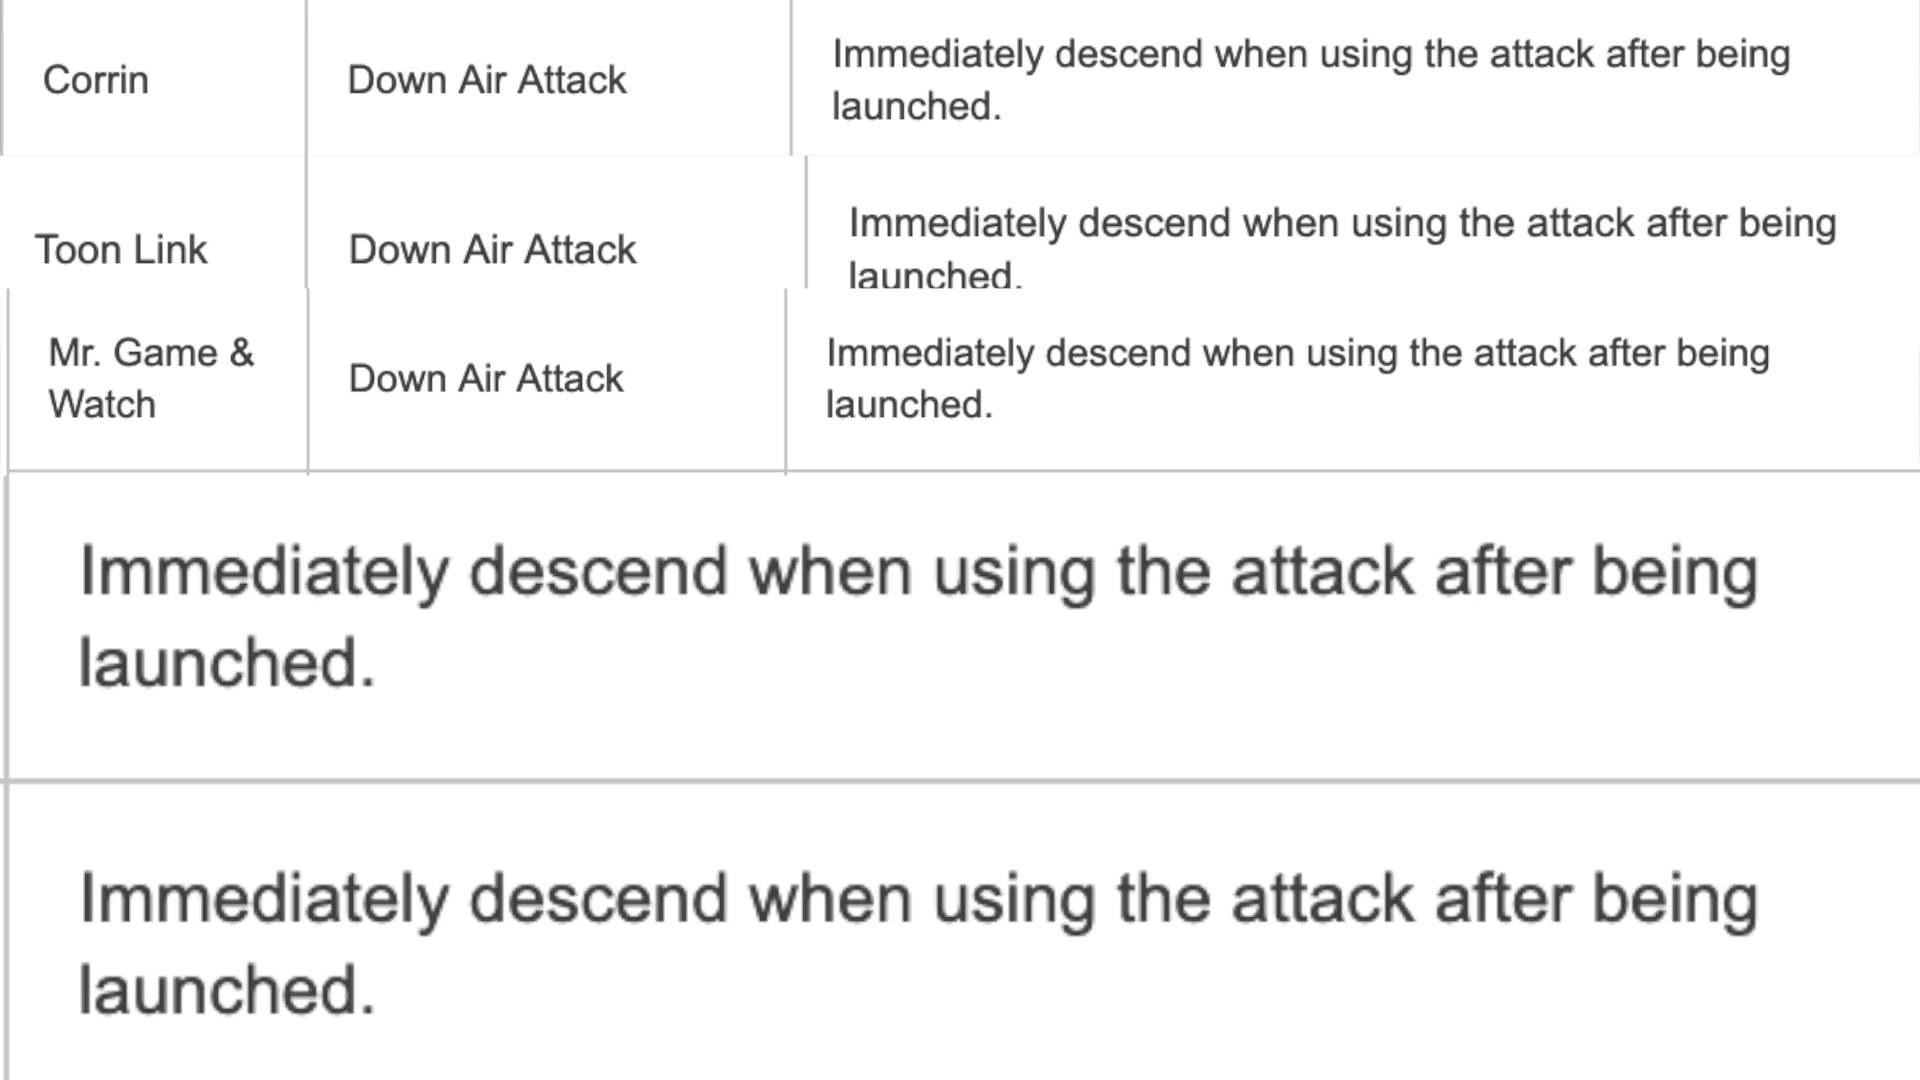 Corrin
Down Air Attack
Immediately descend when using the attack after being
launched.
Toon Link
Down Air Attack
Immediately descend when using the attack after being
launched.
Mr. Game &
Watch
Down Air Attack
Immediately descend when using the attack after being
launched.
Immediately descend when using the attack after being
launched.
Immediately descend when using the attack after being
launched.